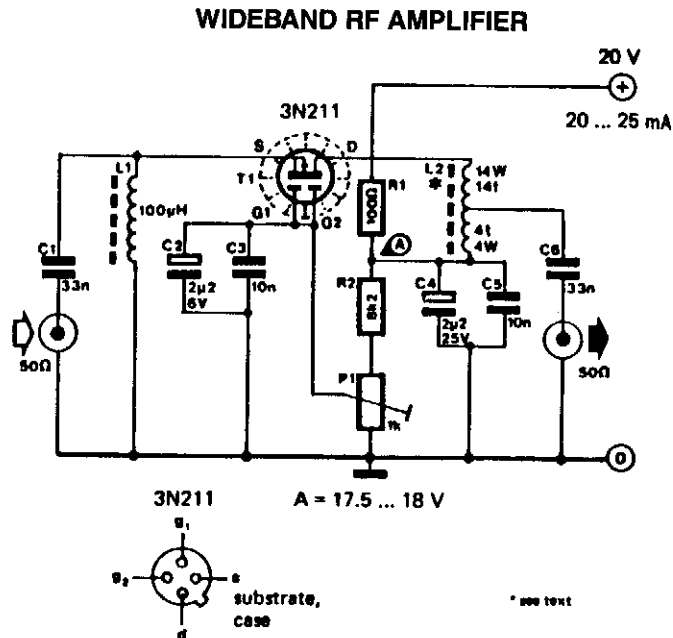 WIDEBAND RF AMPLIFIER
20 V
+
20 ... 25 mA
3N211
S
D
T1
G1
G2
L1
100µH
C1
33n
50Ω
C2
2µ2
6V
C3
10n
R1
100Ω
A
R2
8k2
P1
1k
L2
*
14W
14t
4t
4W
C4
2µ2
25V
C5
10n
C6
33n
50Ω
0
3N211
A = 17.5 ... 18 V
g1
g2
s
d
substrate,
case
* see text